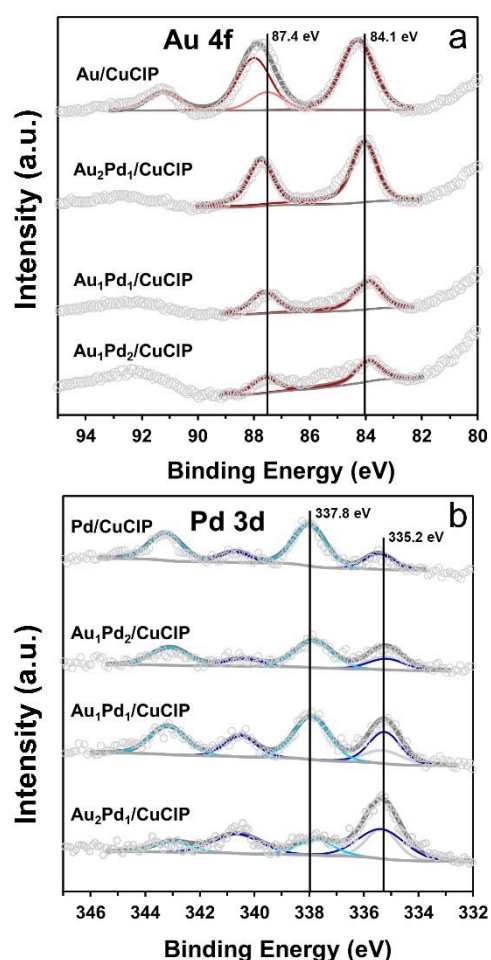 Au 4f
87.4 eV
84.1 eV
a
Au/CuClP
Au₂Pd₁/CuClP
Au₁Pd₁/CuClP
Au₁Pd₂/CuClP
Intensity (a.u.)
94 92 90 88 86 84 82 80
Binding Energy (eV)
Pd 3d
337.8 eV
335.2 eV
b
Pd/CuClP
Au₁Pd₂/CuClP
Au₁Pd₁/CuClP
Au₂Pd₁/CuClP
Intensity (a.u.)
346 344 342 340 338 336 334 332
Binding Energy (eV)